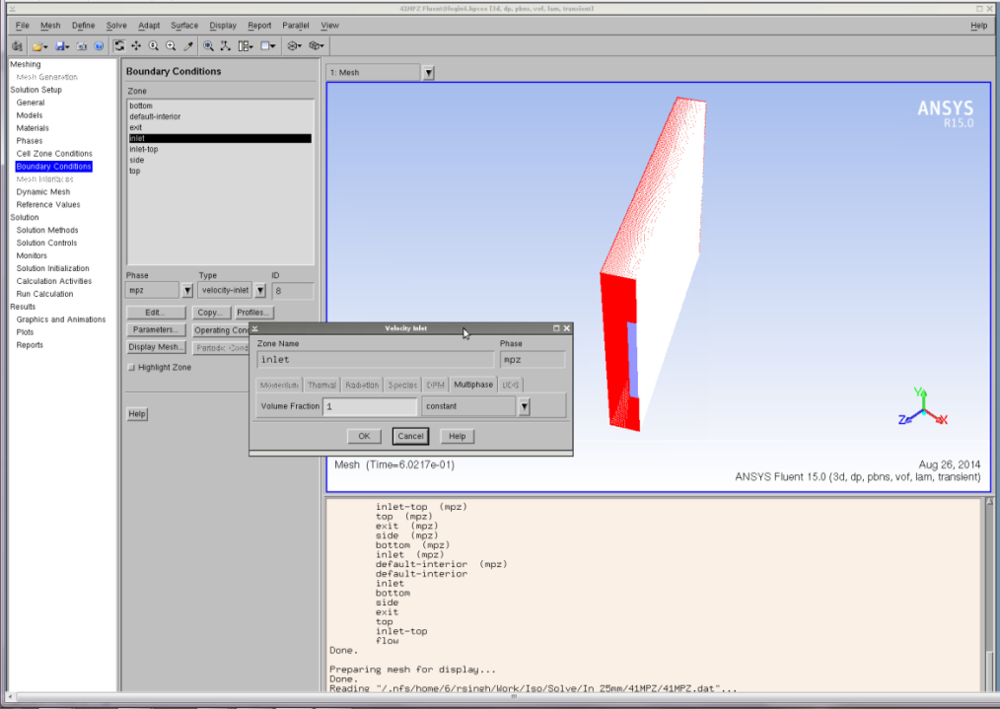 41MPZ Fluent@login6.hpcxx [3d, dp, pbns, vof, lam, transient]
File Mesh Define Solve Adapt Surface Display Report Parallel View Help
Meshing
Mesh Generation
Solution Setup
General
Models
Materials
Phases
Cell Zone Conditions
Boundary Conditions
Mesh Interfaces
Dynamic Mesh
Reference Values
Solution
Solution Methods
Solution Controls
Monitors
Solution Initialization
Calculation Activities
Run Calculation
Results
Graphics and Animations
Plots
Reports
Boundary Conditions
Zone
bottom
default-interior
exit
inlet
inlet-top
side
top
Phase Type ID
mpz velocity-inlet 8
Edit... Copy... Profiles...
Parameters... Operating Con
Display Mesh... Periodic Cond
Highlight Zone
Help
Velocity Inlet
Zone Name Phase
inlet mpz
Momentum Thermal Radiation Species DPM Multiphase UDS
Volume Fraction 1 constant
OK Cancel Help
1: Mesh
ANSYS
R15.0
Y
Z X
Mesh (Time=6.0217e-01)
Aug 26, 2014
ANSYS Fluent 15.0 (3d, dp, pbns, vof, lam, transient)
inlet-top (mpz)
top (mpz)
exit (mpz)
side (mpz)
bottom (mpz)
inlet (mpz)
default-interior (mpz)
default-interior
inlet
bottom
side
exit
top
inlet-top
flow
Done.
Preparing mesh for display...
Done.
Reading "/.nfs/home/6/rsingh/Work/Iso/Solve/In 25mm/41MPZ/41MPZ.dat"...